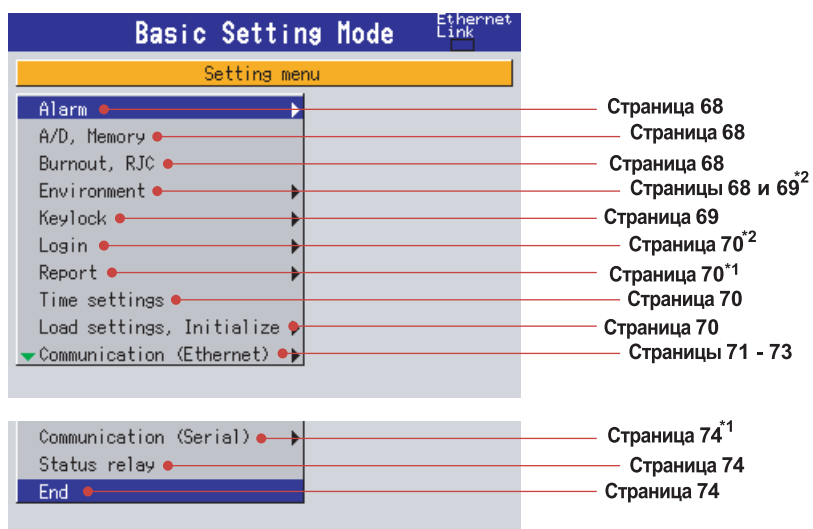 Basic Setting Mode Ethernet Link
Setting menu
Alarm Страница 68
A/D, Memory Страница 68
Burnout, RJC Страница 68
Environment Страницы 68 и 69*2
Keylock Страница 69
Login Страница 70*2
Report Страница 70*1
Time settings Страница 70
Load settings, Initialize Страница 70
Communication (Ethernet) Страницы 71 - 73
Communication (Serial) Страница 74*1
Status relay Страница 74
End Страница 74